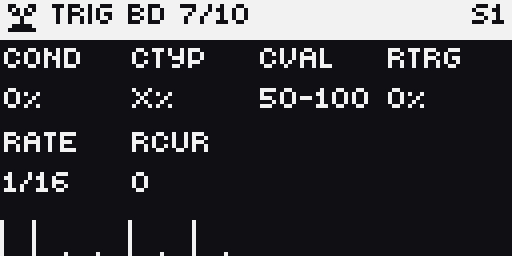 TRIG BD 7/10 S1
COND CTYP CVAL RTRG
0% X% 50-100 0%
RATE RCUR
1/16 0